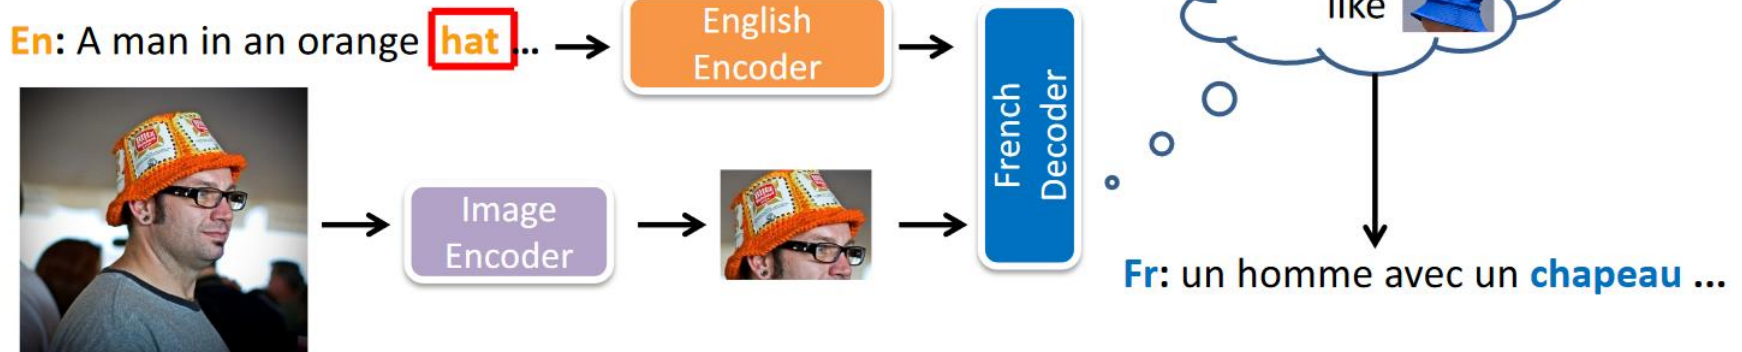 En: A man in an orange hat ...
English
Encoder
like
French
Decoder
Image
Encoder
Fr: un homme avec un chapeau ...